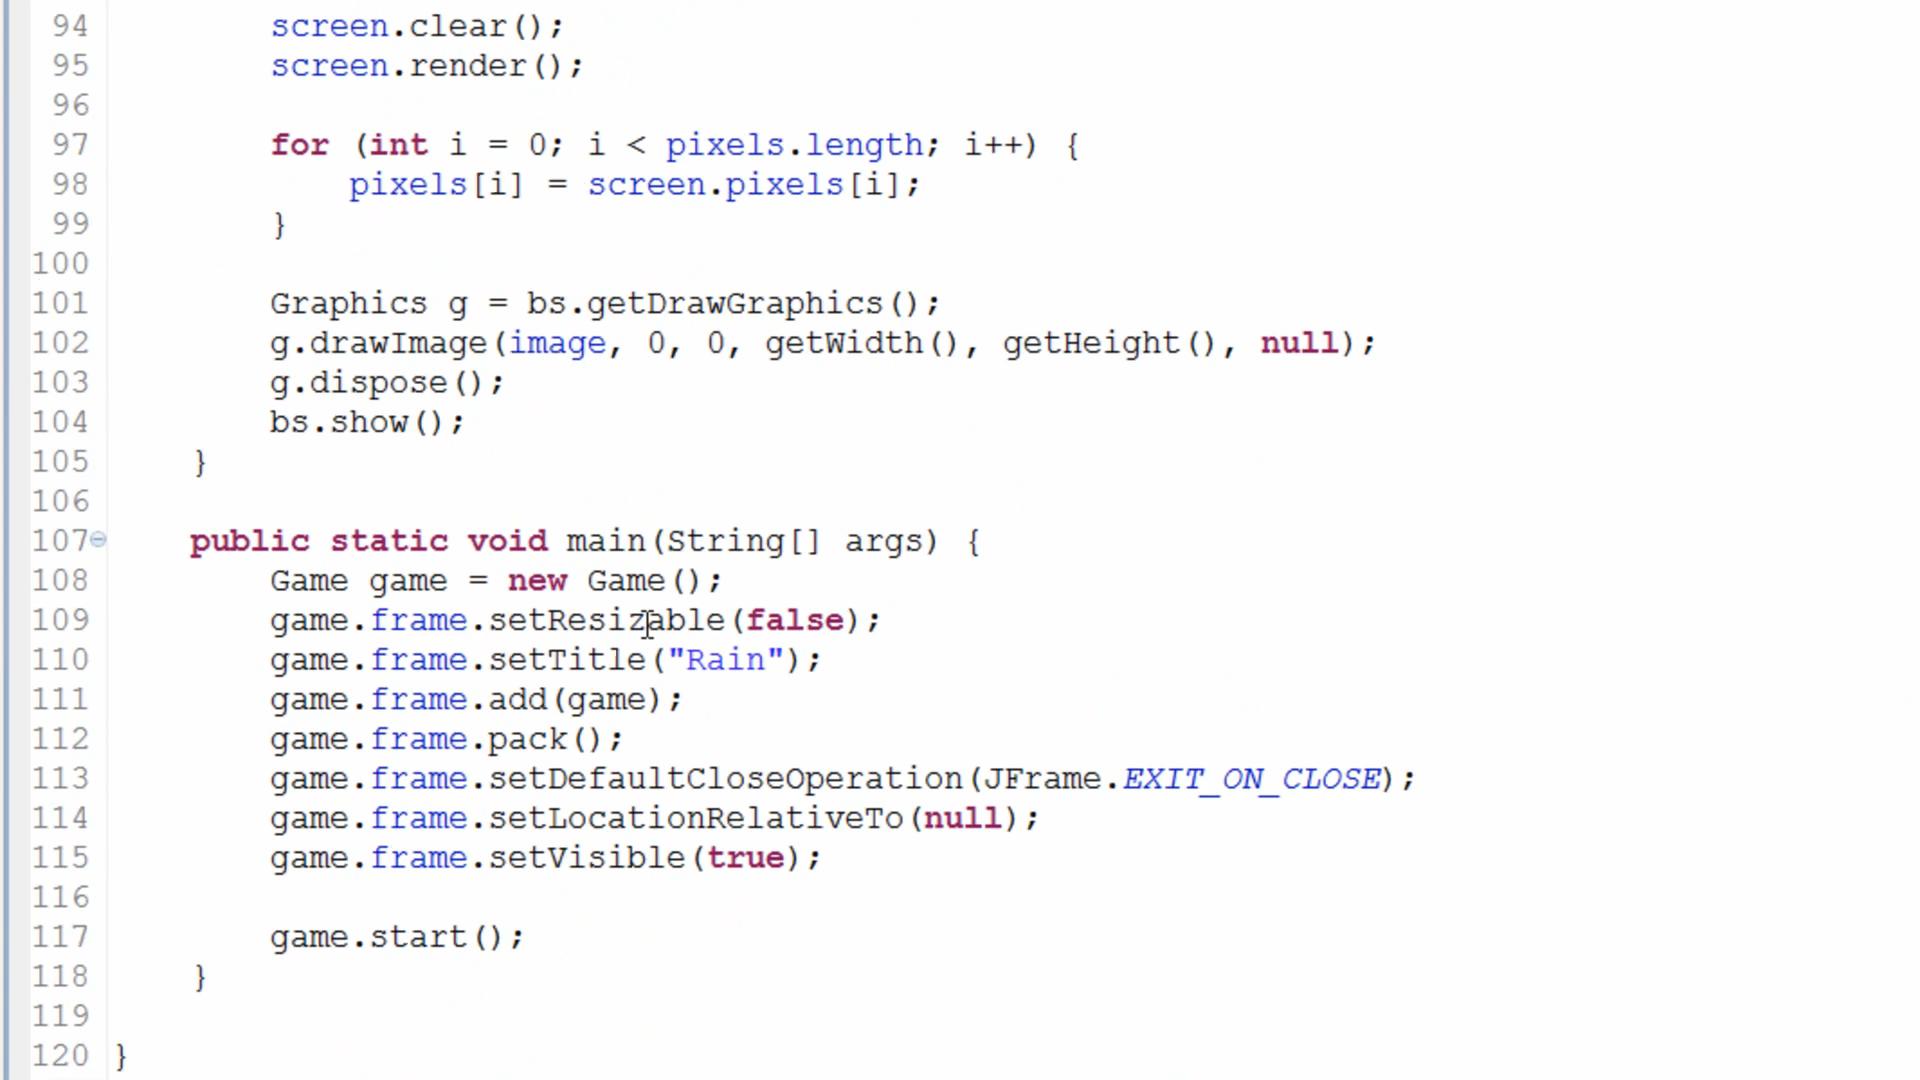 94 screen.clear();
95 screen.render();
96
97 for (int i = 0; i < pixels.length; i++) {
98 pixels[i] = screen.pixels[i];
99 }
100
101 Graphics g = bs.getDrawGraphics();
102 g.drawImage(image, 0, 0, getWidth(), getHeight(), null);
103 g.dispose();
104 bs.show();
105 }
106
107 public static void main(String[] args) {
108 Game game = new Game();
109 game.frame.setResizable(false);
110 game.frame.setTitle("Rain");
111 game.frame.add(game);
112 game.frame.pack();
113 game.frame.setDefaultCloseOperation(JFrame.EXIT_ON_CLOSE);
114 game.frame.setLocationRelativeTo(null);
115 game.frame.setVisible(true);
116
117 game.start();
118 }
119
120 }